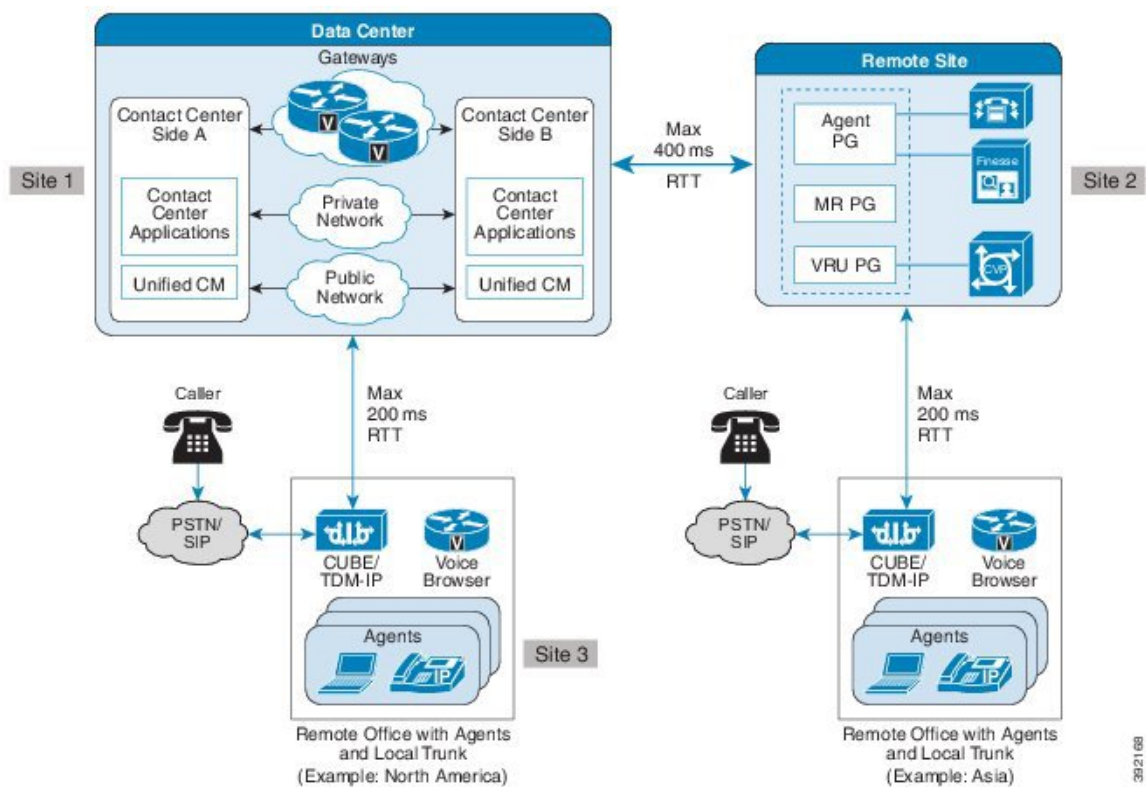 Data Center
Gateways
Contact Center
Side A
V
V
Contact Center
Side B
Contact
Center
Applications
Private
Network
Contact
Center
Applications
Unified CM
Public
Network
Unified CM
Site 1
Max
400 ms
RTT
Remote Site
Agent
PG
Finesse
MR PG
VRU PG
CVP
Site 2
Caller
Max
200 ms
RTT
PSTN/
SIP
CUBE/
TDM-IP
V
Voice
Browser
Agents
IP
Site 3
Remote Office with Agents
and Local Trunk
(Example: North America)
Caller
Max
200 ms
RTT
PSTN/
SIP
CUBE/
TDM-IP
V
Voice
Browser
Agents
IP
Remote Office with Agents
and Local Trunk
(Example: Asia)
392168